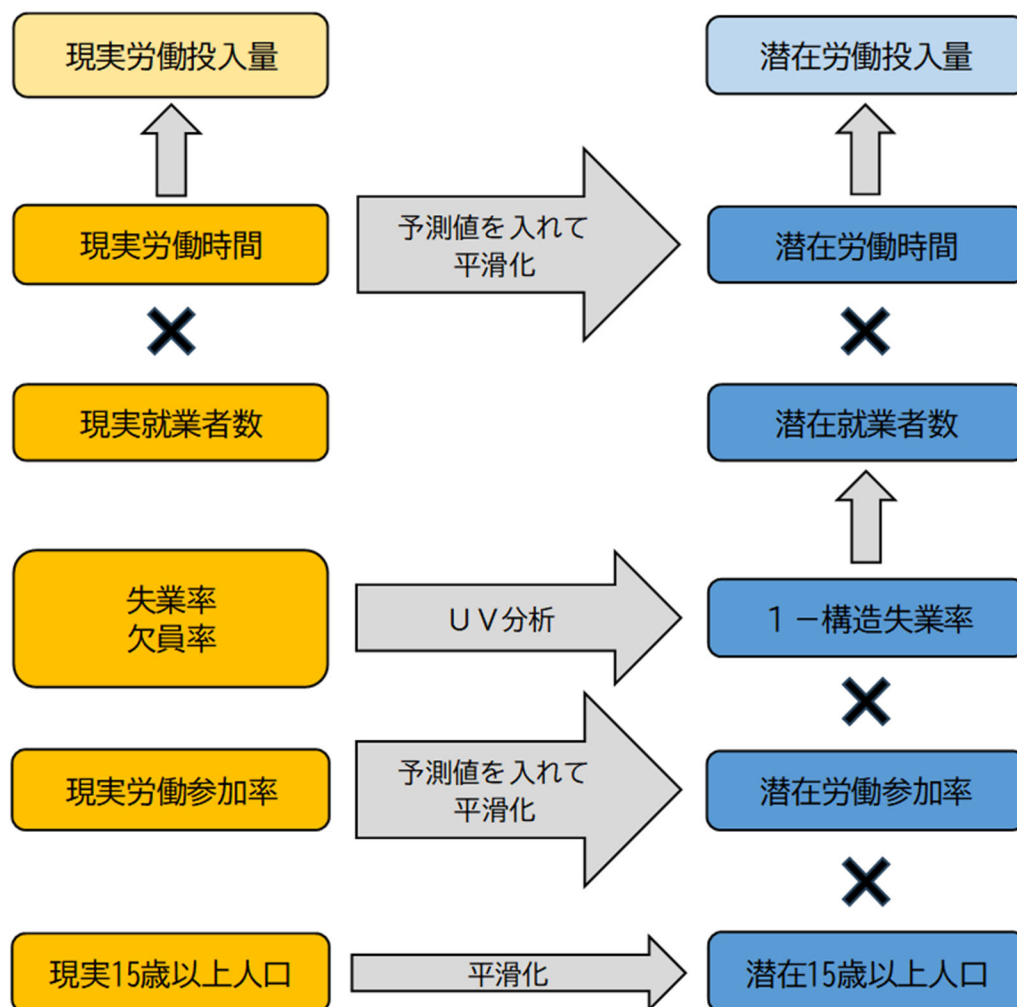 現実労働投入量
潜在労働投入量
現実労働時間
予測値を入れて
平滑化
潜在労働時間
×
×
現実就業者数
潜在就業者数
失業率
欠員率
UV分析
1-構造失業率
×
現実労働参加率
予測値を入れて
平滑化
潜在労働参加率
×
現実15歳以上人口
平滑化
潜在15歳以上人口